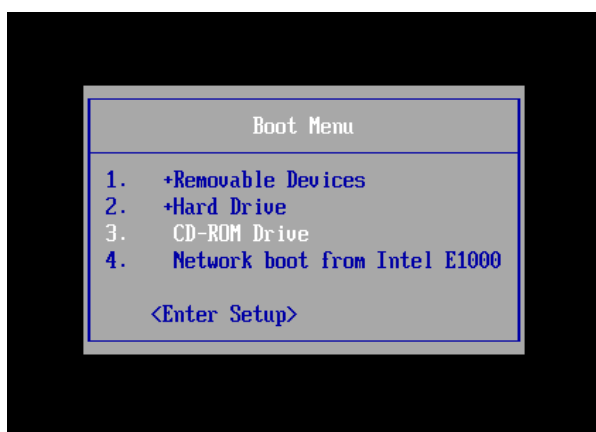 Boot Menu
1. +Removable Devices
2. +Hard Drive
3. CD-ROM Drive
4. Network boot from Intel E1000
<Enter Setup>